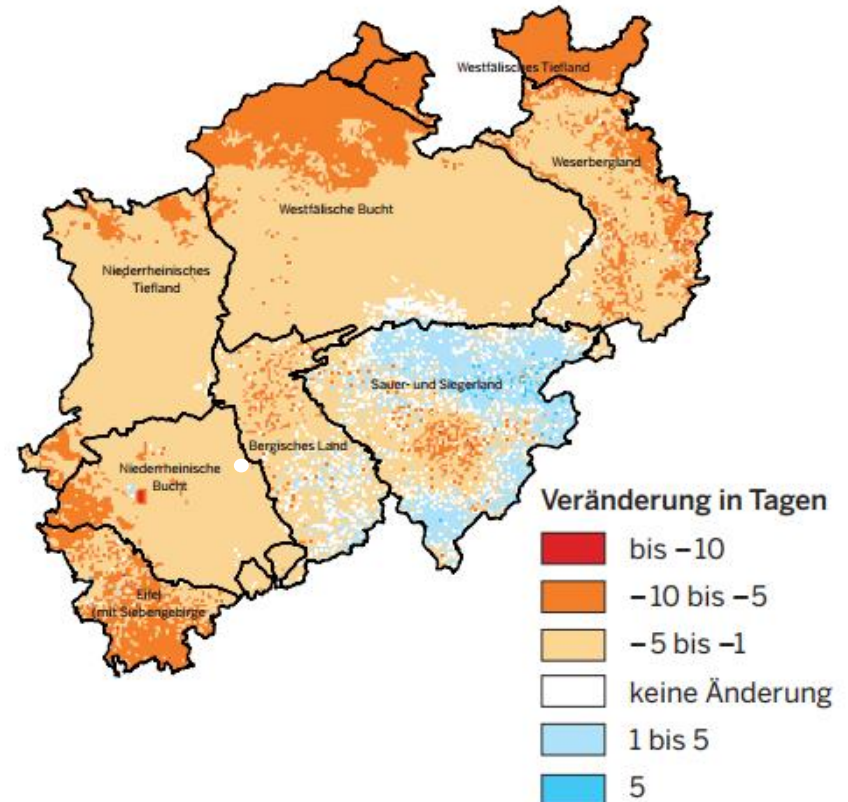 Westfälisches Tiefland
Weserbergland
Westfälische Bucht
Niederrheinisches
Tiefland
Sauer- und Siegerland
Bergisches Land
Niederrheinische
Bucht
Eifel
(mit Siebengebirge
Veränderung in Tagen
bis –10
–10 bis –5
–5 bis –1
keine Änderung
1 bis 5
5